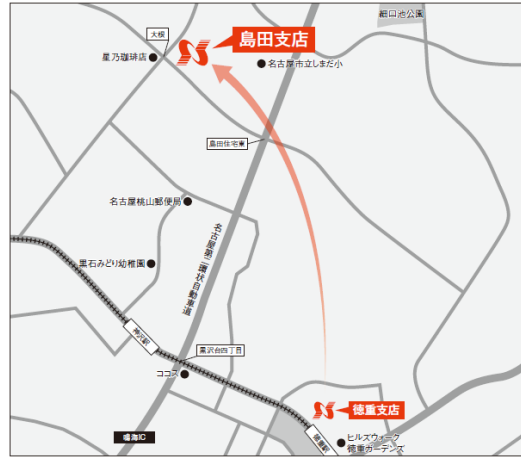 細口池公園
大根
島田支店
星乃珈琲店
名古屋市立しまだ小
島田住宅東
名古屋桃山郵便局
名古屋第二環状自動車道
黒石みどり幼稚園
神沢駅
黒沢台四丁目
ココス
徳重支店
鳴海IC
徳重駅
ヒルズウォーク
徳重ガーデンズ